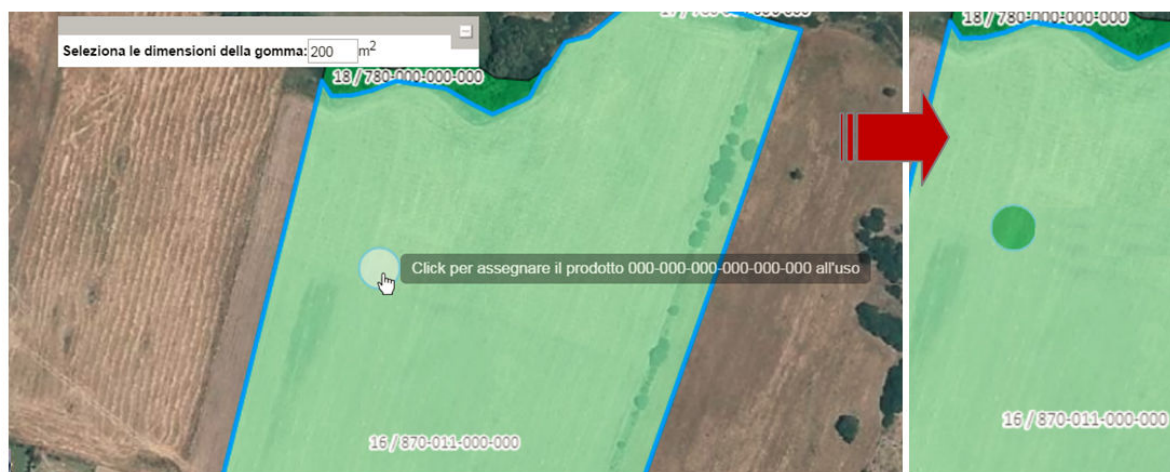 Seleziona le dimensioni della gomma: 200 m²
18 / 780-000-000-000
Click per assegnare il prodotto 000-000-000-000-000-000 all'uso
16 / 870-011-000-000
18 / 780-000-000-000
16 / 870-011-000-000